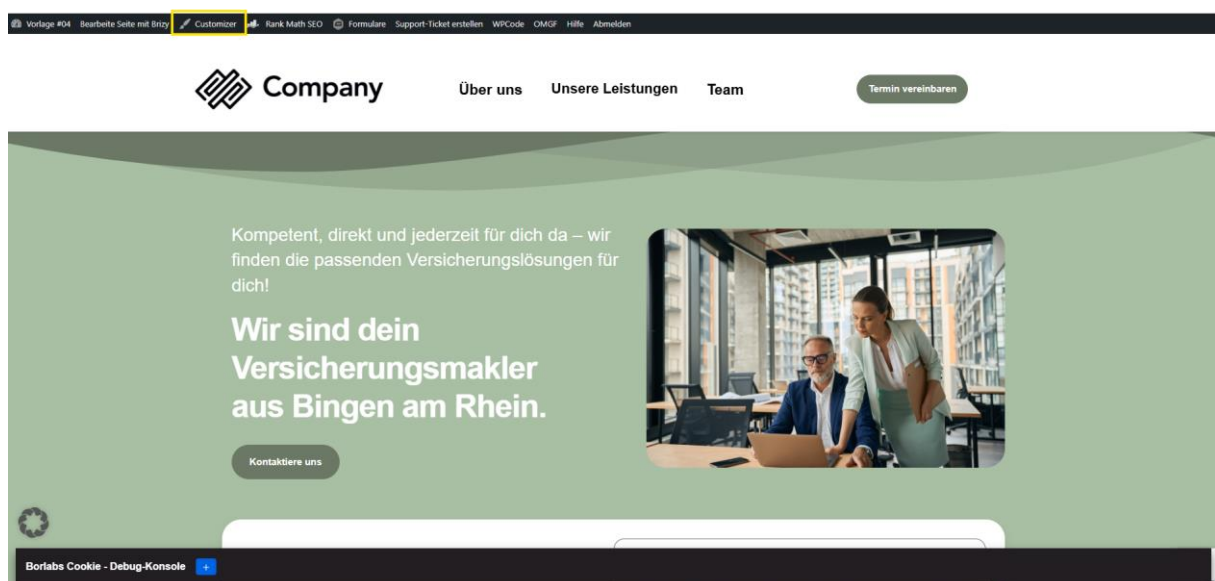 Vorlage #04 Bearbeite Seite mit Brizy Customizer Rank Math SEO Formulare Support-Ticket erstellen WPCode OMGF Hilfe Abmelden
Company Über uns Unsere Leistungen Team Termin vereinbaren
Kompetent, direkt und jederzeit für dich da – wir
finden die passenden Versicherungslösungen für
dich!
Wir sind dein
Versicherungsmakler
aus Bingen am Rhein.
Kontaktiere uns
Borlabs Cookie - Debug-Konsole +